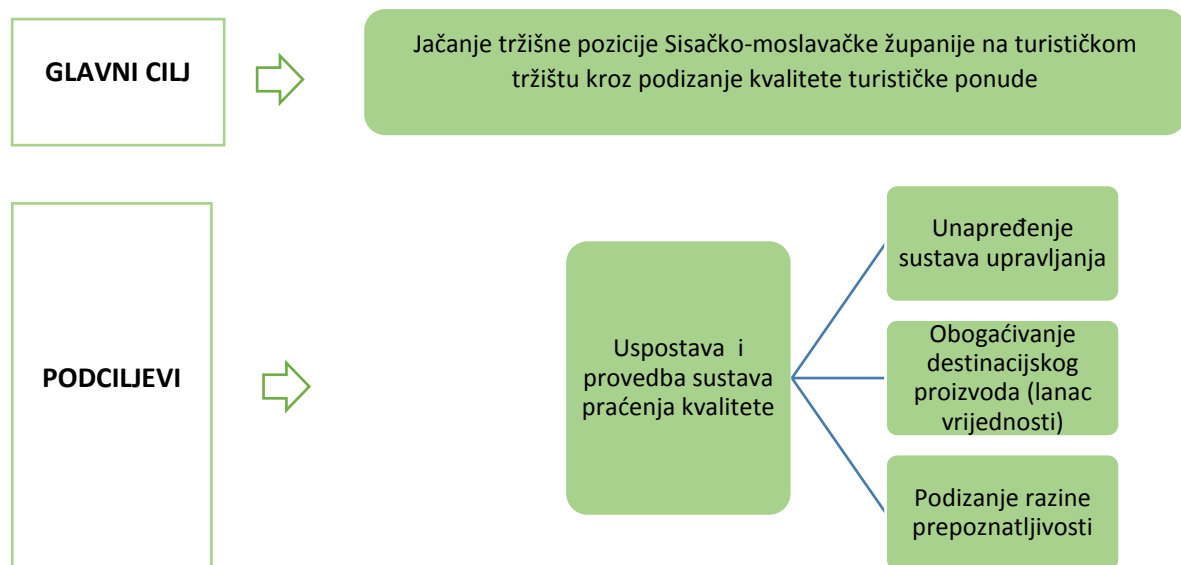 GLAVNI CILJ
Jačanje tržišne pozicije Sisačko-moslavačke županije na turističkom
tržištu kroz podizanje kvalitete turističke ponude
PODCILJEVI
Uspostava i
provedba sustava
praćenja kvalitete
Unapređenje
sustava upravljanja
Obogaćivanje
destinacijskog
proizvoda (lanac
vrijednosti)
Podizanje razine
prepoznatljivosti